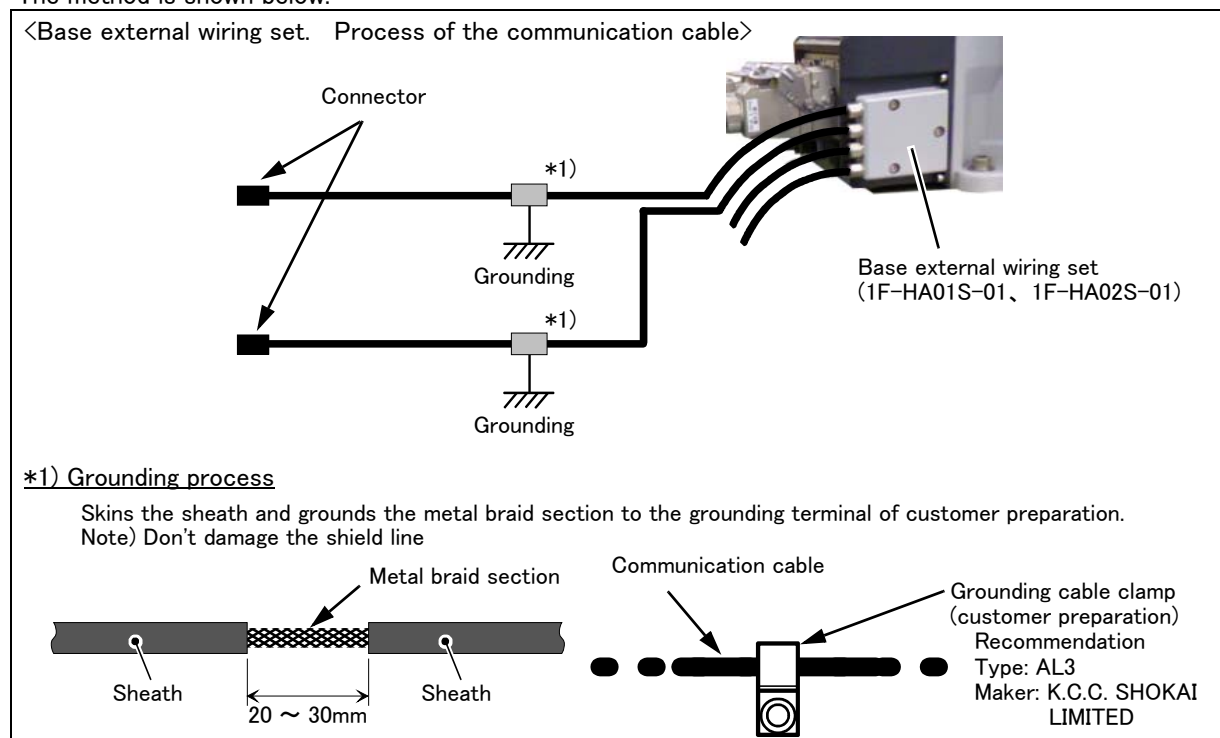 The method is shown below.
<Base external wiring set.   Process of the communication cable>
Connector
*1)
Grounding
*1)
Grounding
Base external wiring set
(1F-HA01S-01、1F-HA02S-01)
*1) Grounding process
Skins the sheath and grounds the metal braid section to the grounding terminal of customer preparation.
Note) Don't damage the shield line
Metal braid section
Sheath
Sheath
20 ～ 30mm
Communication cable
Grounding cable clamp
(customer preparation)
Recommendation
Type: AL3
Maker: K.C.C. SHOKAI
LIMITED